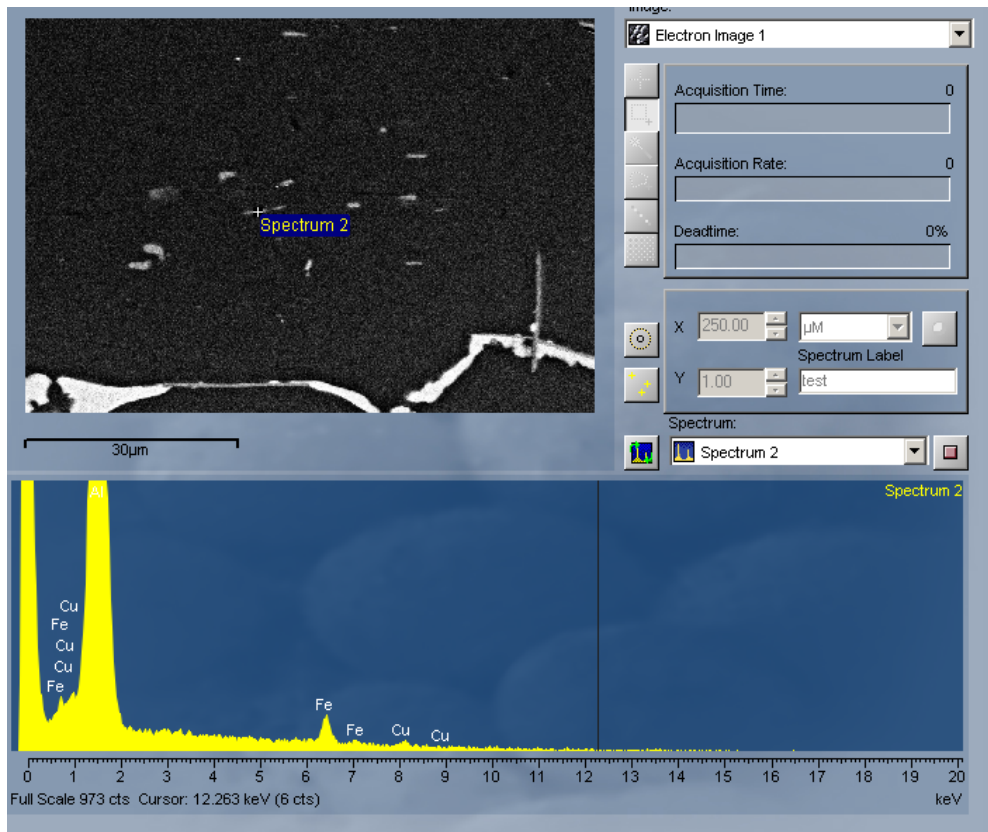 Image:
Electron Image 1
Acquisition Time: 0
Acquisition Rate: 0
Deadtime: 0%
X 250.00 µM
Spectrum Label
Y 1.00 test
Spectrum:
Spectrum 2
Spectrum 2
30µm
Spectrum 2
Al
Cu
Fe
Cu
Cu
Fe
Fe
Fe
Cu
Cu
0 1 2 3 4 5 6 7 8 9 10 11 12 13 14 15 16 17 18 19 20
Full Scale 973 cts Cursor: 12.263 keV (6 cts) keV